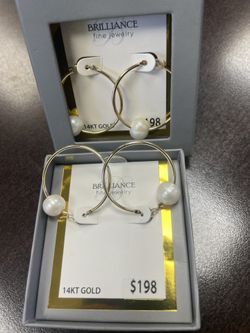 BRILLIANCE
fine jewelry
14KT GOLD
$198
BRILLIANCE
fine jewelry
14KT GOLD
$198